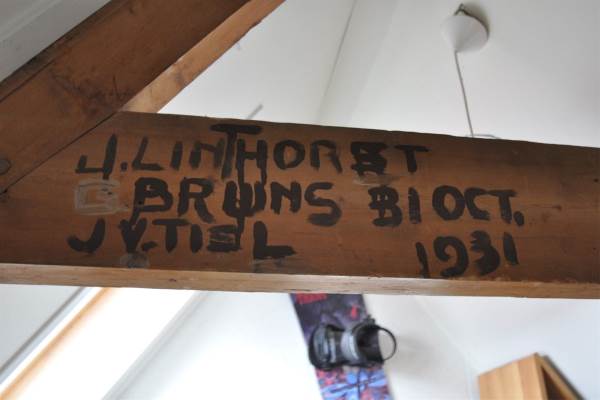 J. LINTHORST
G. BRUNS 31 OCT.
J V. TIEL 1931